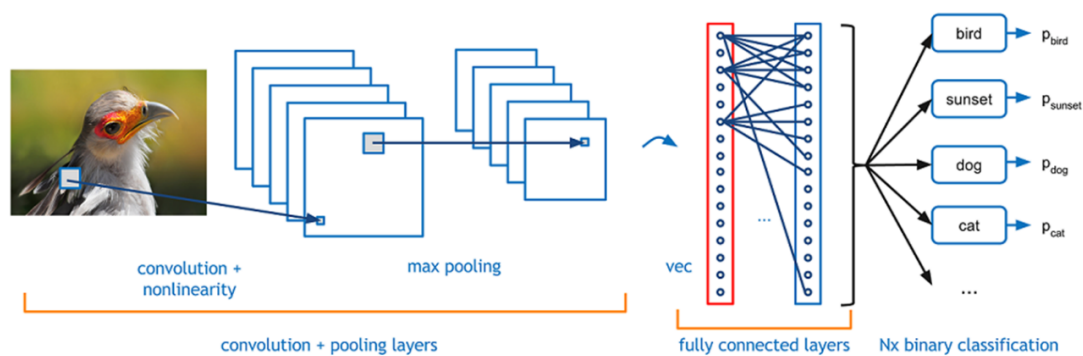 bird
p_bird
sunset
p_sunset
dog
p_dog
cat
p_cat
...
...
convolution +
nonlinearity
max pooling
vec
convolution + pooling layers
fully connected layers
Nx binary classification